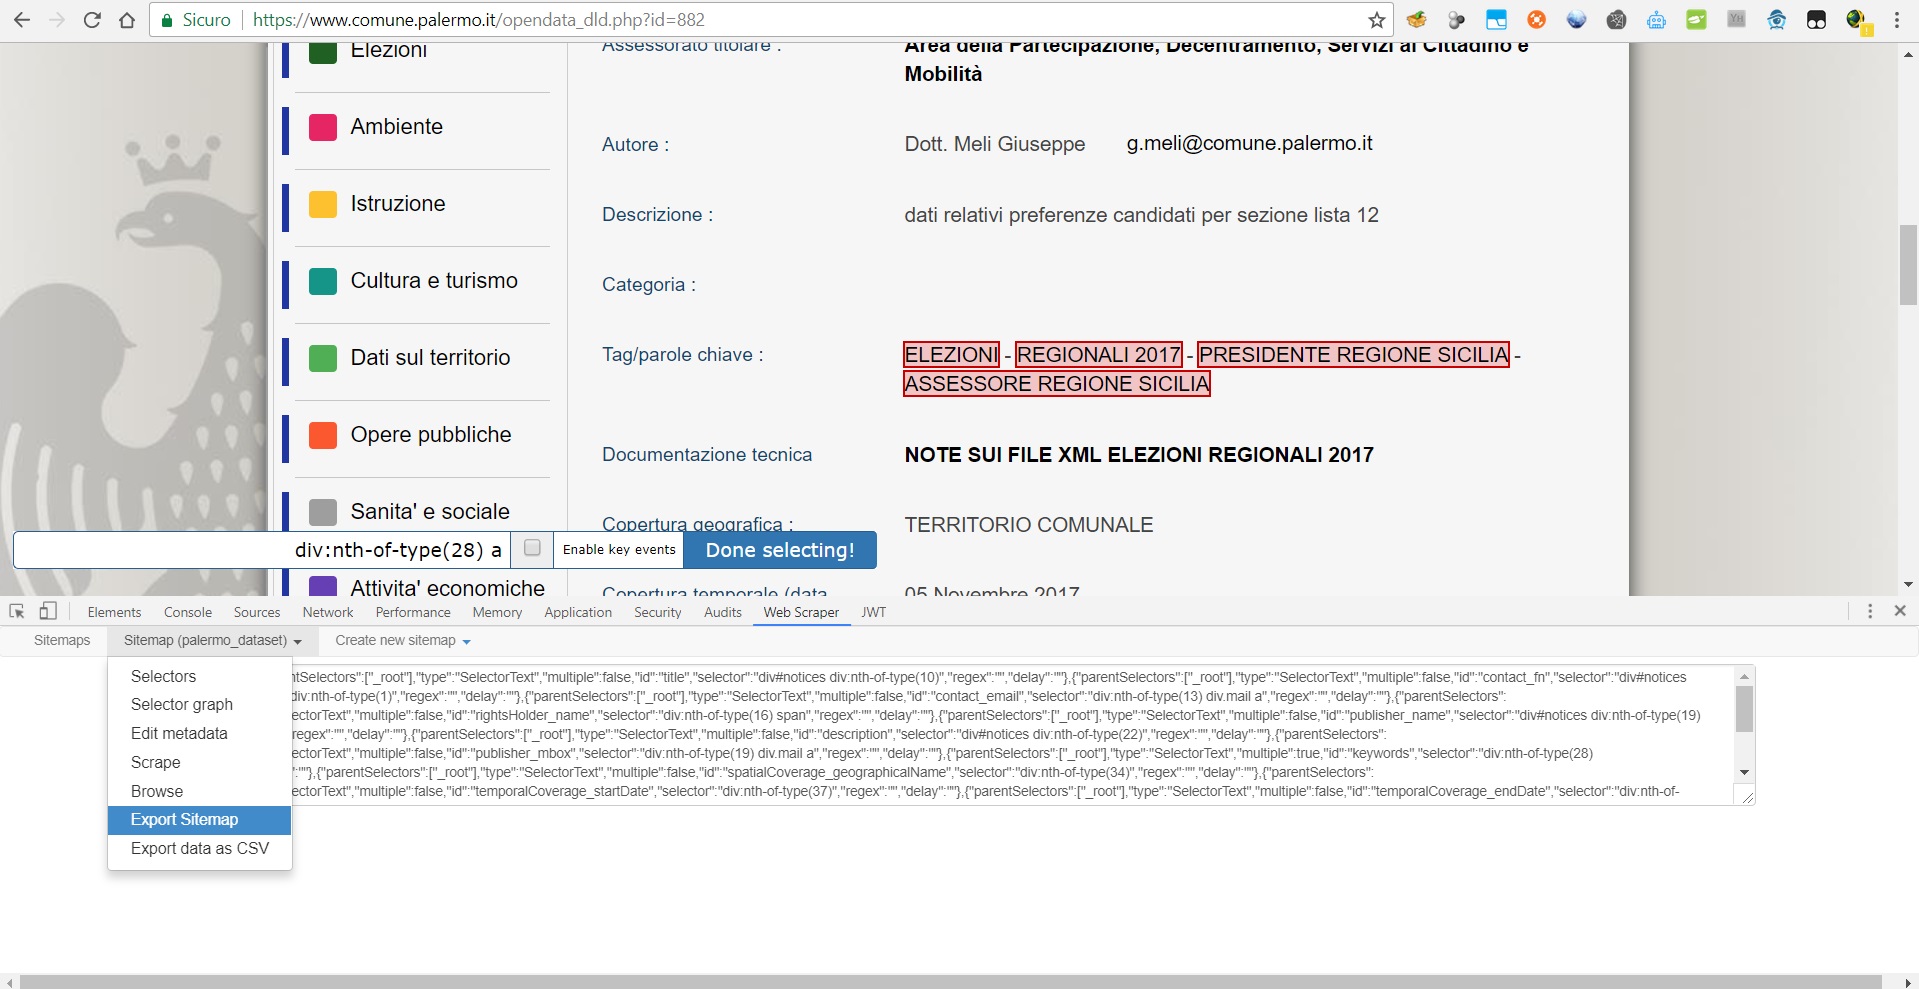 Sicuro https://www.comune.palermo.it/opendata_dld.php?id=882
Elezioni
Ambiente
Istruzione
Cultura e turismo
Dati sul territorio
Opere pubbliche
Sanita' e sociale
Attivita' economiche
Assessorato titolare : Area della Partecipazione, Decentramento, Servizi al Cittadino e
Mobilità
Autore : Dott. Meli Giuseppe g.meli@comune.palermo.it
Descrizione : dati relativi preferenze candidati per sezione lista 12
Categoria :
Tag/parole chiave : ELEZIONI - REGIONALI 2017 - PRESIDENTE REGIONE SICILIA -
ASSESSORE REGIONE SICILIA
Documentazione tecnica NOTE SUI FILE XML ELEZIONI REGIONALI 2017
Copertura geografica : TERRITORIO COMUNALE
Copertura temporale (data 05 Novembre 2017
div:nth-of-type(28) a Enable key events Done selecting!
Elements Console Sources Network Performance Memory Application Security Audits Web Scraper JWT
Sitemaps Sitemap (palermo_dataset) Create new sitemap
Selectors
Selector graph
Edit metadata
Scrape
Browse
Export Sitemap
Export data as CSV
ntSelectors":["_root"],"type":"SelectorText","multiple":false,"id":"title","selector":"div#notices div:nth-of-type(10)","regex":"","delay":""},{"parentSelectors":["_root"],"type":"SelectorText","multiple":false,"id":"contact_fn","selector":"div#notices
div:nth-of-type(1)","regex":"","delay":""},{"parentSelectors":["_root"],"type":"SelectorText","multiple":false,"id":"contact_email","selector":"div:nth-of-type(13) div.mail a","regex":"","delay":""},{"parentSelectors":
ectorText","multiple":false,"id":"rightsHolder_name","selector":"div:nth-of-type(16) span","regex":"","delay":""},{"parentSelectors":["_root"],"type":"SelectorText","multiple":false,"id":"publisher_name","selector":"div#notices div:nth-of-type(19)
regex":"","delay":""},{"parentSelectors":["_root"],"type":"SelectorText","multiple":false,"id":"description","selector":"div#notices div:nth-of-type(22)","regex":"","delay":""},{"parentSelectors":
ectorText","multiple":false,"id":"publisher_mbox","selector":"div:nth-of-type(19) div.mail a","regex":"","delay":""},{"parentSelectors":["_root"],"type":"SelectorText","multiple":true,"id":"keywords","selector":"div:nth-of-type(28)
:""},{"parentSelectors":["_root"],"type":"SelectorText","multiple":false,"id":"spatialCoverage_geographicalName","selector":"div:nth-of-type(34)","regex":"","delay":""},{"parentSelectors":
ectorText","multiple":false,"id":"temporalCoverage_startDate","selector":"div:nth-of-type(37)","regex":"","delay":""},{"parentSelectors":["_root"],"type":"SelectorText","multiple":false,"id":"temporalCoverage_endDate","selector":"div:nth-of-